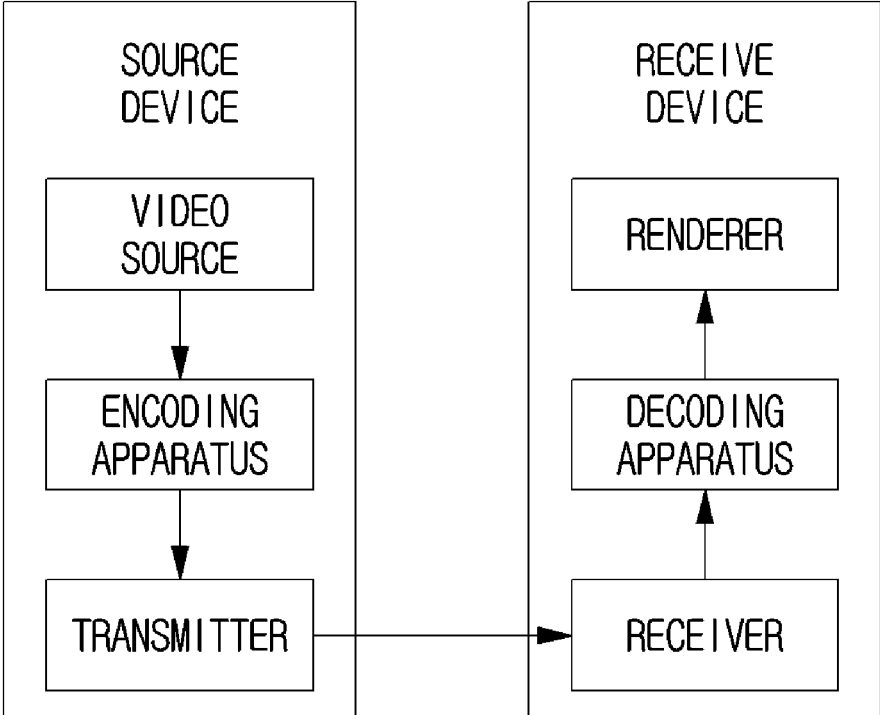 SOURCE
DEVICE
VIDEO
SOURCE
ENCODING
APPARATUS
TRANSMITTER
RECEIVE
DEVICE
RENDERER
DECODING
APPARATUS
RECEIVER